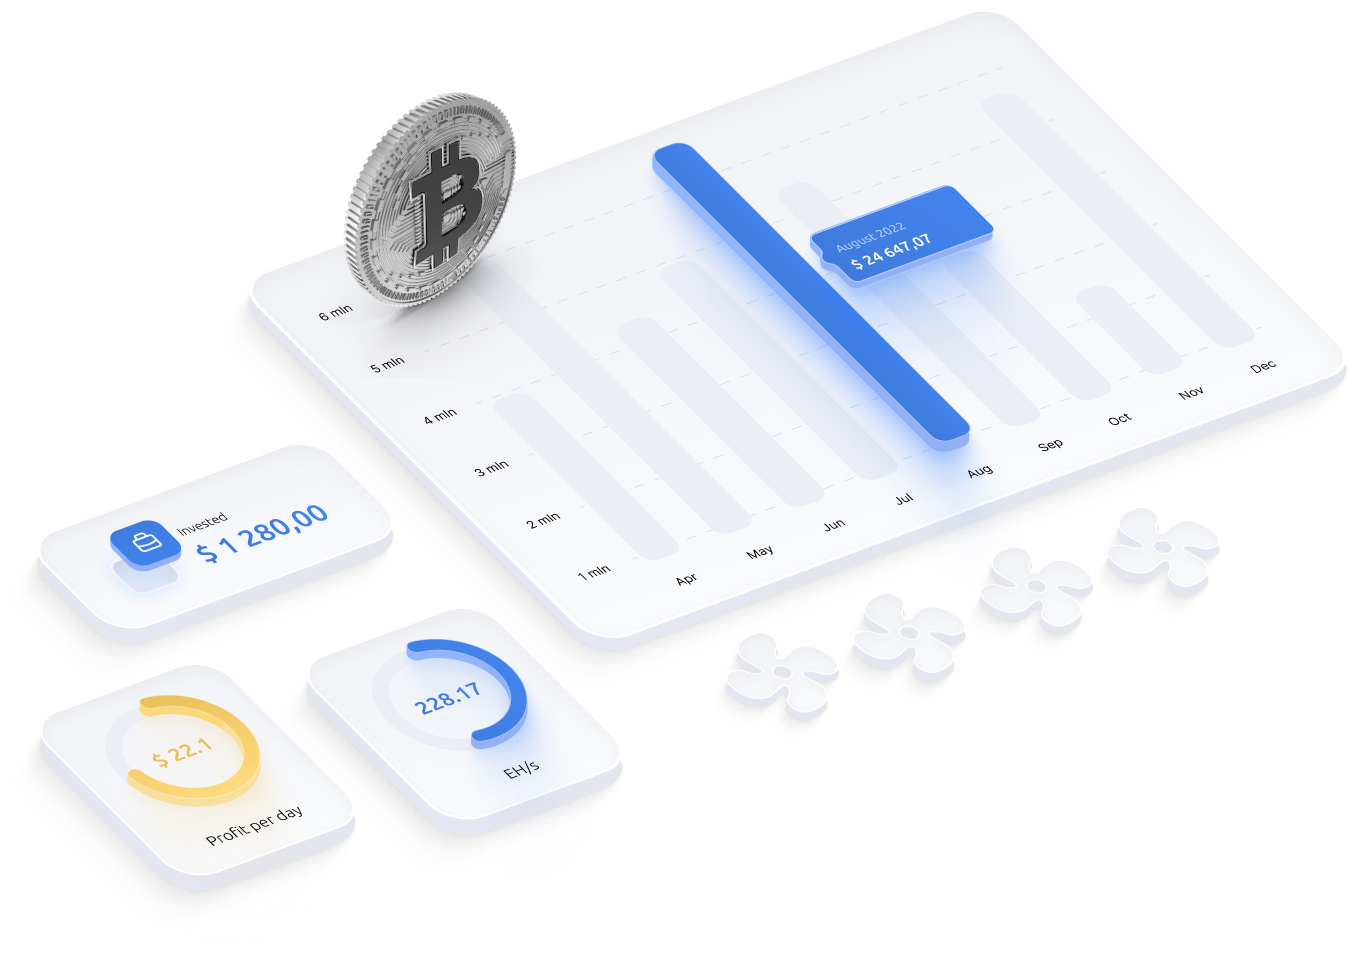 6 mln
5 mln
4 mln
3 mln
2 mln
1 mln
August 2022
$ 24 647,07
Apr
May
Jun
Jul
Aug
Sep
Oct
Nov
Dec
Invested
$ 1 280,00
$ 22.1
Profit per day
228.17
EH/s